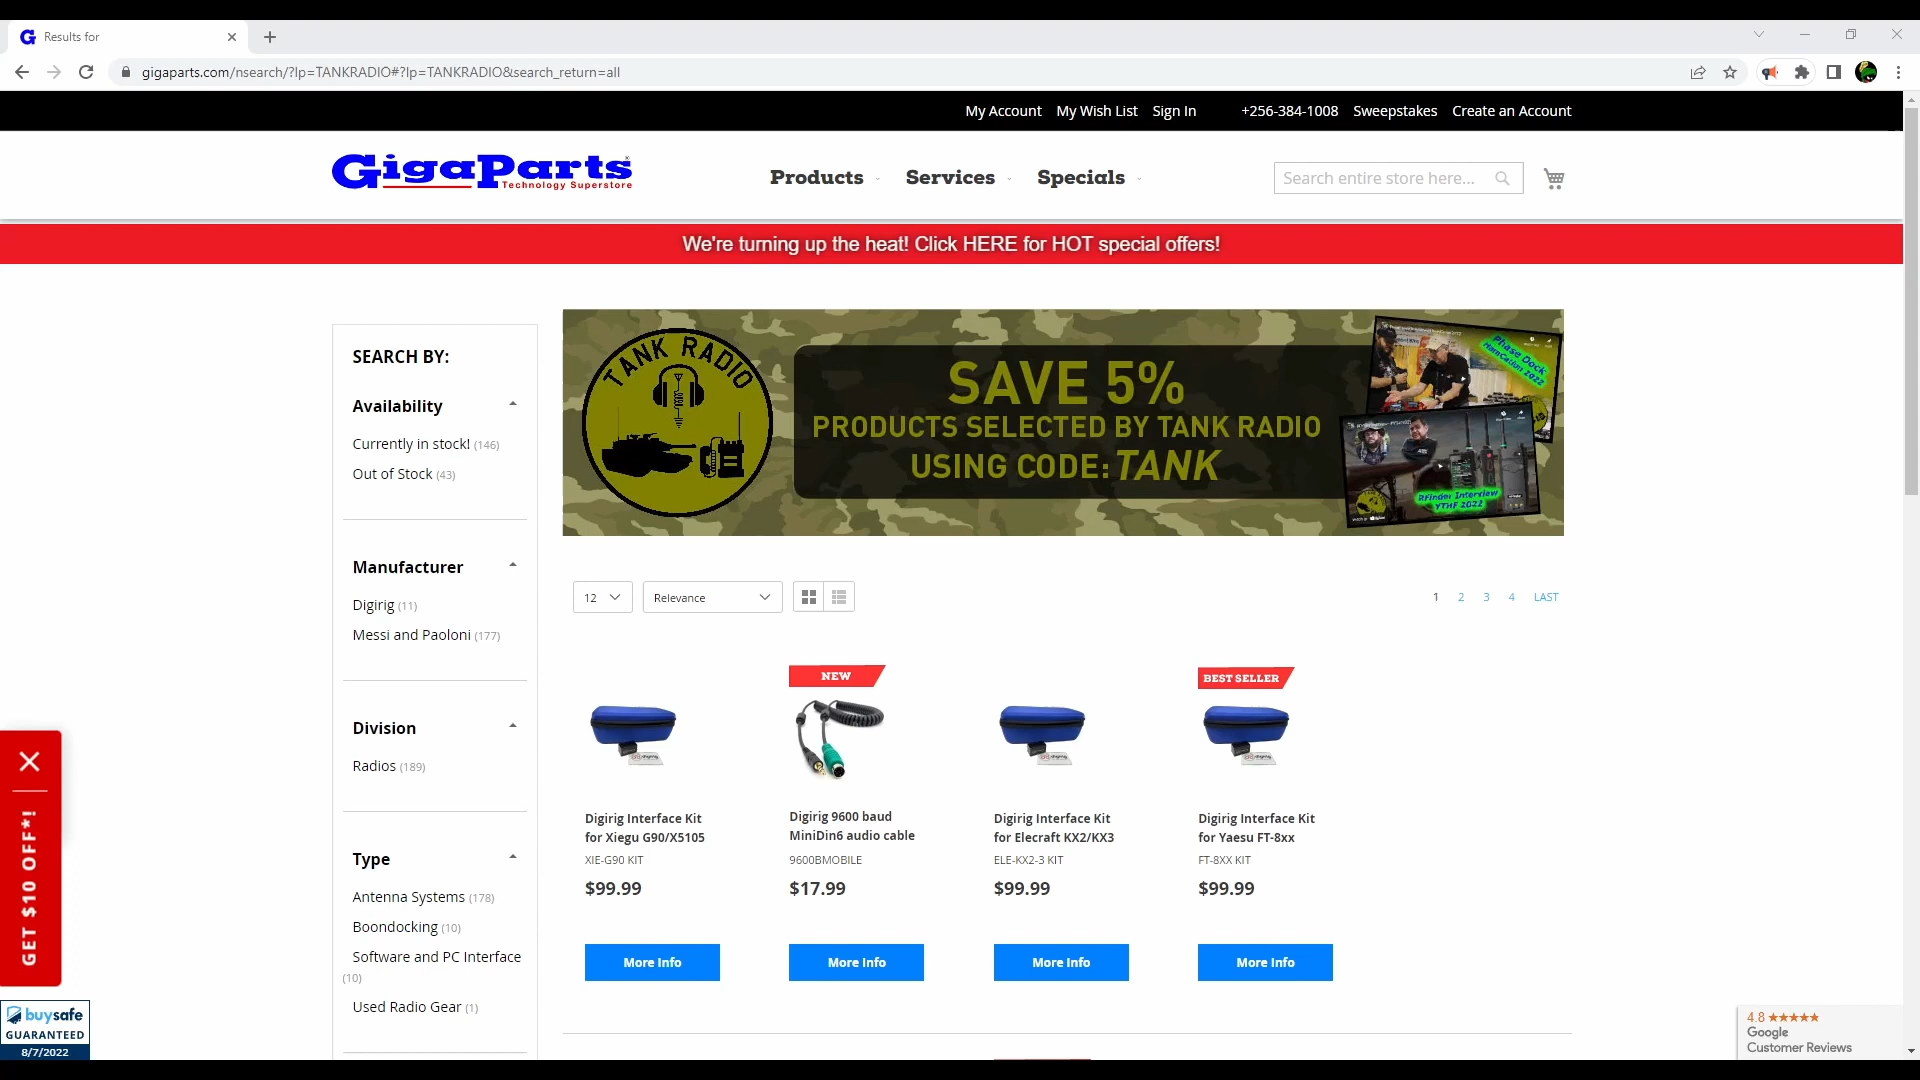 Results for
gigaparts.com/nsearch/?lp=TANKRADIO#?lp=TANKRADIO&search_return=all
My Account My Wish List Sign In +256-384-1008 Sweepstakes Create an Account
GigaParts
Technology Superstore
Products Services Specials
Search entire store here...
We're turning up the heat! Click HERE for HOT special offers!
TANK RADIO
SAVE 5%
PRODUCTS SELECTED BY TANK RADIO
USING CODE: TANK
Phase Dock
HamCation 2022
RFinder Interview
YTHF 2022
SEARCH BY:
Availability
Currently in stock! (146)
Out of Stock (43)
Manufacturer
Digirig (11)
Messi and Paoloni (177)
Division
Radios (189)
Type
Antenna Systems (178)
Boondocking (10)
Software and PC Interface
(10)
Used Radio Gear (1)
12 Relevance
1 2 3 4 LAST
NEW
BEST SELLER
Digirig Interface Kit
for Xiegu G90/X5105
XIE-G90 KIT
$99.99
More Info
Digirig 9600 baud
MiniDin6 audio cable
9600BMOBILE
$17.99
More Info
Digirig Interface Kit
for Elecraft KX2/KX3
ELE-KX2-3 KIT
$99.99
More Info
Digirig Interface Kit
for Yaesu FT-8xx
FT-8XX KIT
$99.99
More Info
GET $10 OFF*!
buysafe
GUARANTEED
8/7/2022
4.8 ★★★★★
Google
Customer Reviews